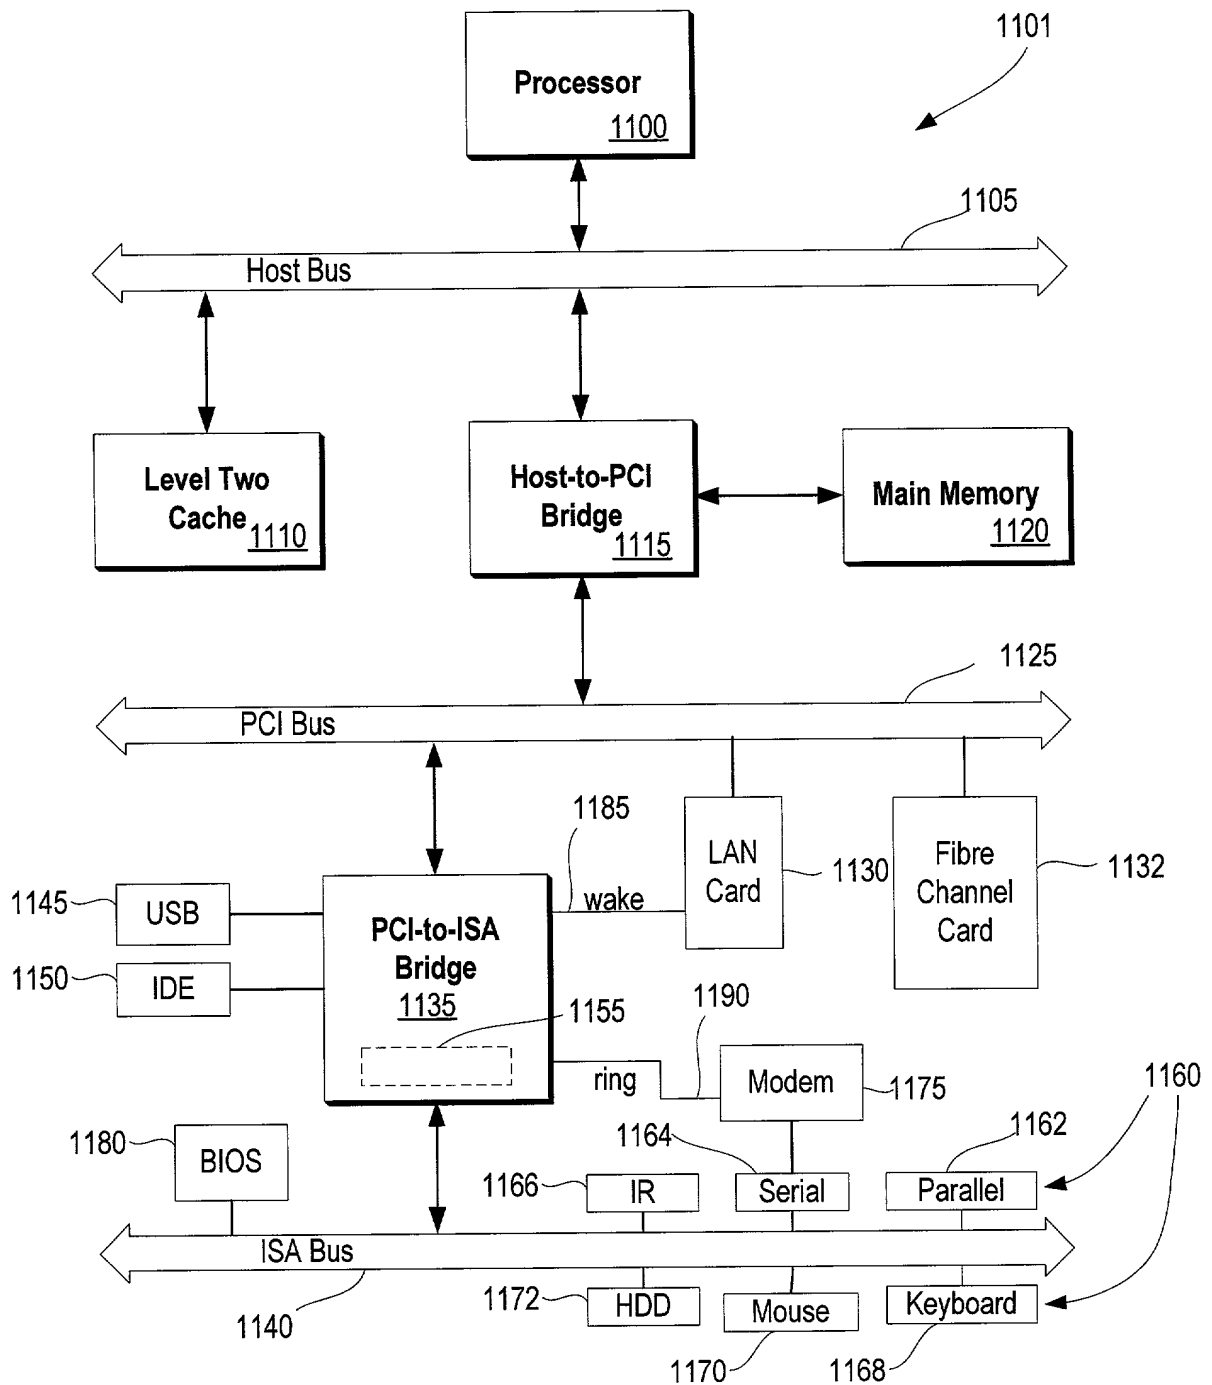 1101
Processor
1100
1105
Host Bus
Level Two
Cache
1110
Host-to-PCI
Bridge
1115
Main Memory
1120
1125
PCI Bus
1185
LAN
Card
1130
Fibre
Channel
Card
1132
wake
1145
USB
PCI-to-ISA
Bridge
1135
1150
IDE
1155
1190
ring
Modem
1175
1160
1180
BIOS
1164
1162
1166
IR
Serial
Parallel
ISA Bus
1172
HDD
Mouse
Keyboard
1140
1170
1168